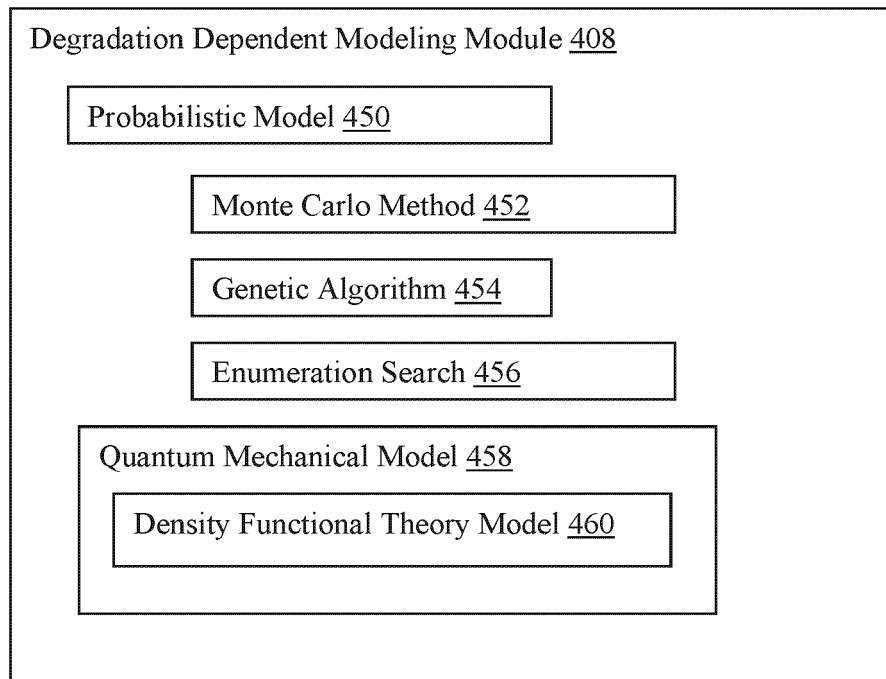 Degradation Dependent Modeling Module 408
Probabilistic Model 450
Monte Carlo Method 452
Genetic Algorithm 454
Enumeration Search 456
Quantum Mechanical Model 458
Density Functional Theory Model 460